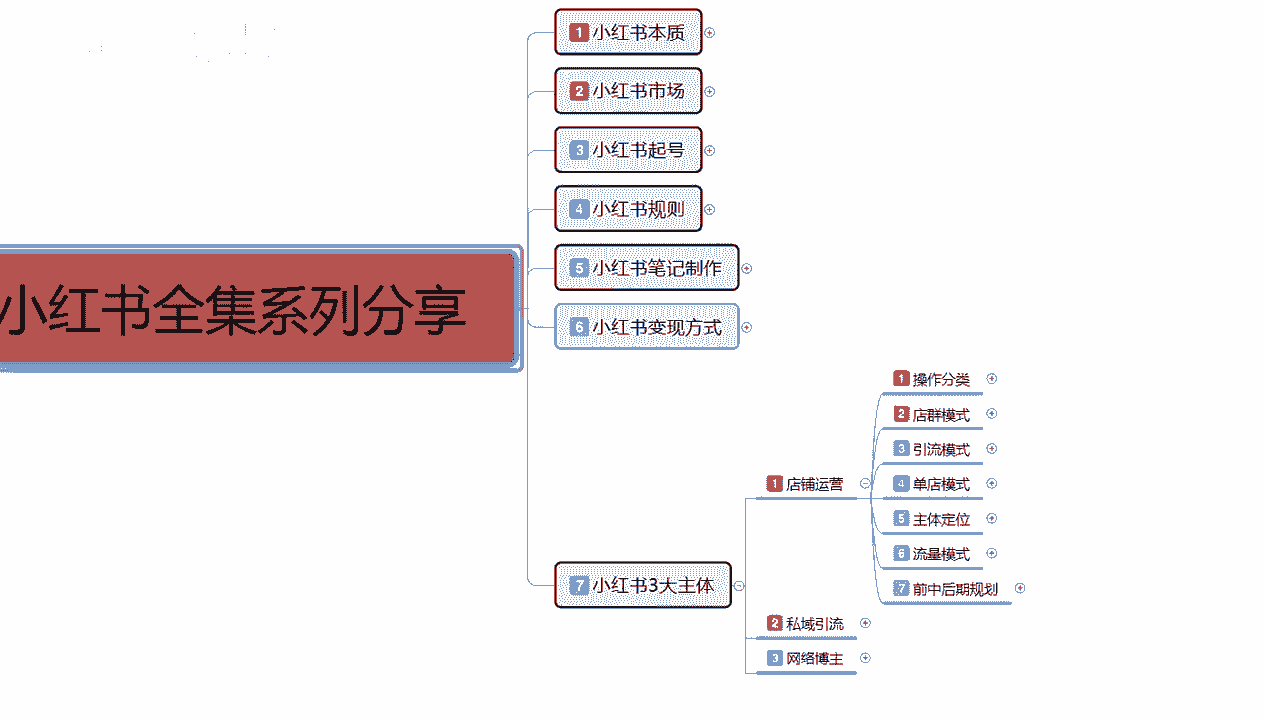 小红书全集系列分享
1 小红书本质
2 小红书市场
3 小红书起号
4 小红书规则
5 小红书笔记制作
6 小红书变现方式
7 小红书3大主体
1 店铺运营
1 操作分类
2 店群模式
3 引流模式
4 单店模式
5 主体定位
6 流量模式
7 前中后期规划
2 私域引流
3 网络博主